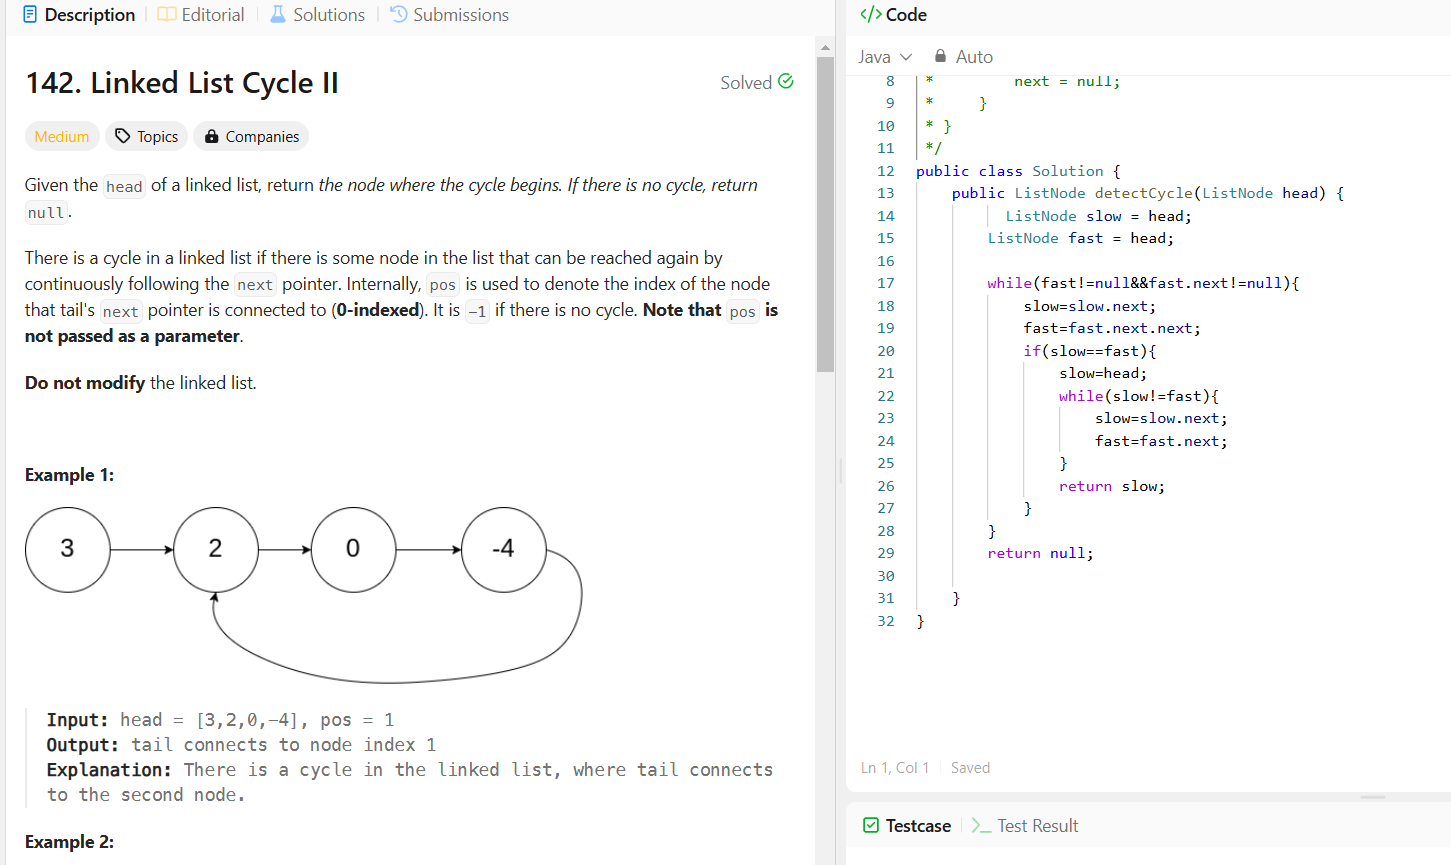 Description
Editorial
Solutions
Submissions
142. Linked List Cycle II
Solved
Medium
Topics
Companies
Given the head of a linked list, return the node where the cycle begins. If there is no cycle, return
null.
There is a cycle in a linked list if there is some node in the list that can be reached again by
continuously following the next pointer. Internally, pos is used to denote the index of the node
that tail's next pointer is connected to (0-indexed). It is -1 if there is no cycle. Note that pos is
not passed as a parameter.
Do not modify the linked list.
Example 1:
3 2 0 -4
Input: head = [3,2,0,-4], pos = 1
Output: tail connects to node index 1
Explanation: There is a cycle in the linked list, where tail connects
to the second node.
Example 2:
</> Code
Java
Auto
8 * next = null;
9 * }
10 * }
11 */
12 public class Solution {
13 public ListNode detectCycle(ListNode head) {
14 ListNode slow = head;
15 ListNode fast = head;
16
17 while(fast!=null&&fast.next!=null){
18 slow=slow.next;
19 fast=fast.next.next;
20 if(slow==fast){
21 slow=head;
22 while(slow!=fast){
23 slow=slow.next;
24 fast=fast.next;
25 }
26 return slow;
27 }
28 }
29 return null;
30
31 }
32 }
Ln 1, Col 1
Saved
Testcase
Test Result